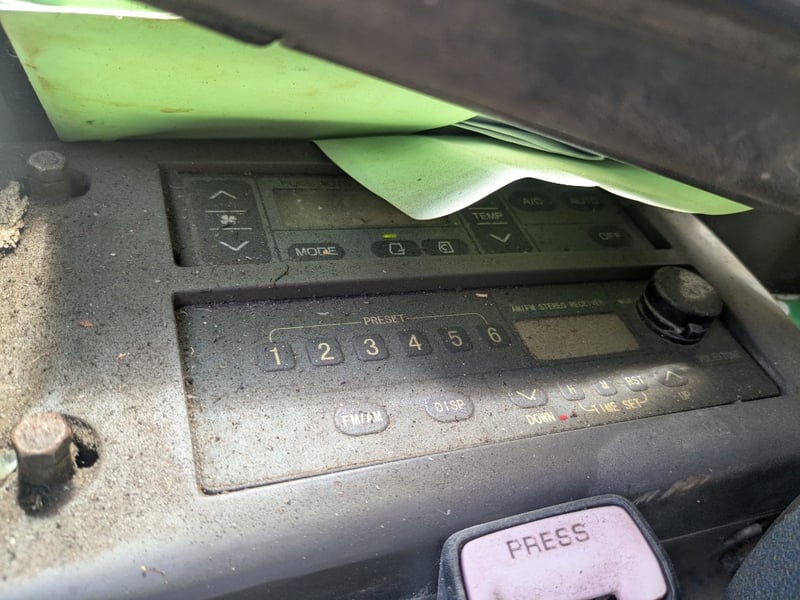 TEMP
A/C
AUTO
MODE
OFF
AM/FM STEREO RECEIVER
PRESET
1 2 3 4 5 6
FM/AM
DISP
DOWN
H
M
RST
TIME SET
UP
PRESS